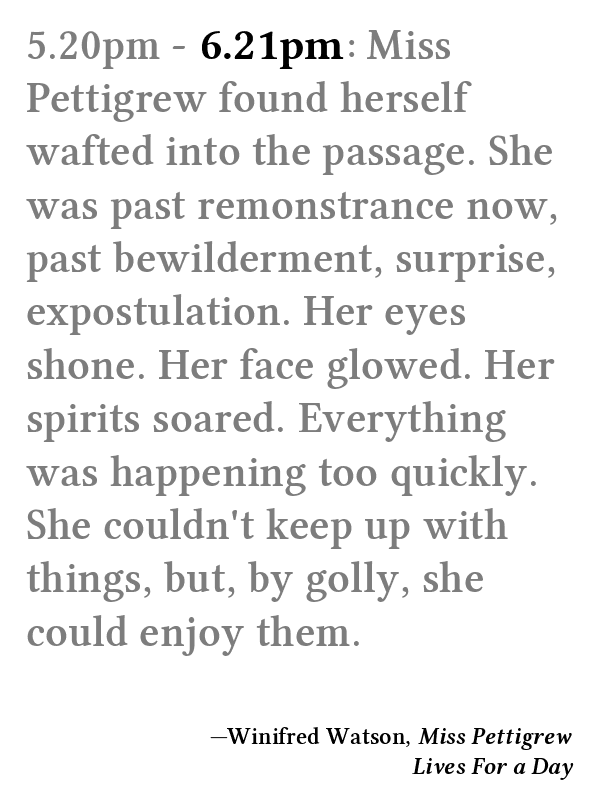 5.20pm - 6.21pm: Miss
Pettigrew found herself
wafted into the passage. She
was past remonstrance now,
past bewilderment, surprise,
expostulation. Her eyes
shone. Her face glowed. Her
spirits soared. Everything
was happening too quickly.
She couldn't keep up with
things, but, by golly, she
could enjoy them.
—Winifred Watson, Miss Pettigrew
Lives For a Day